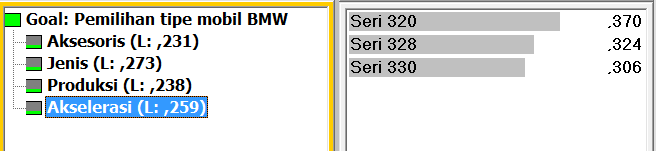 Goal: Pemilihan tipe mobil BMW
Aksesoris (L: ,231)
Jenis (L: ,273)
Produksi (L: ,238)
Akselerasi (L: ,259)
Seri 320 ,370
Seri 328 ,324
Seri 330 ,306